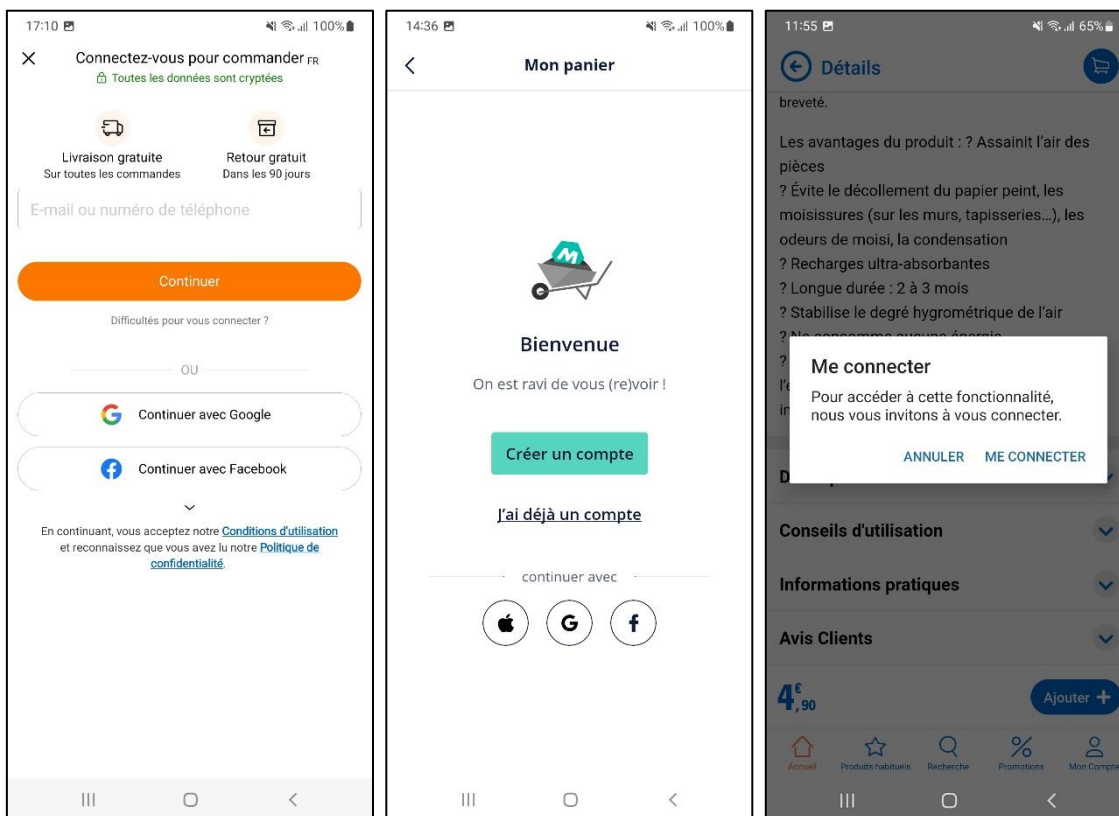 17:10
100%
Connectez-vous pour commander FR
Toutes les données sont cryptées
Livraison gratuite
Sur toutes les commandes
Retour gratuit
Dans les 90 jours
E-mail ou numéro de téléphone
Continuer
Difficultés pour vous connecter ?
OU
Continuer avec Google
Continuer avec Facebook
En continuant, vous acceptez notre Conditions d'utilisation
et reconnaissez que vous avez lu notre Politique de
confidentialité.
14:36
100%
Mon panier
M
Bienvenue
On est ravi de vous (re)voir !
Créer un compte
J'ai déjà un compte
continuer avec
G
f
11:55
65%
Détails
breveté.
Les avantages du produit : ? Assainit l'air des
pièces
? Évite le décollement du papier peint, les
moisissures (sur les murs, tapisseries…), les
odeurs de moisi, la condensation
? Recharges ultra-absorbantes
? Longue durée : 2 à 3 mois
? Stabilise le degré hygrométrique de l'air
? Ne consomme aucune énergie
?
Me connecter
Pour accéder à cette fonctionnalité,
nous vous invitons à vous connecter.
ANNULER ME CONNECTER
Conseils d'utilisation
Informations pratiques
Avis Clients
4€,90
Ajouter +
Accueil
Produits habituels
Recherche
Promotions
Mon Compte